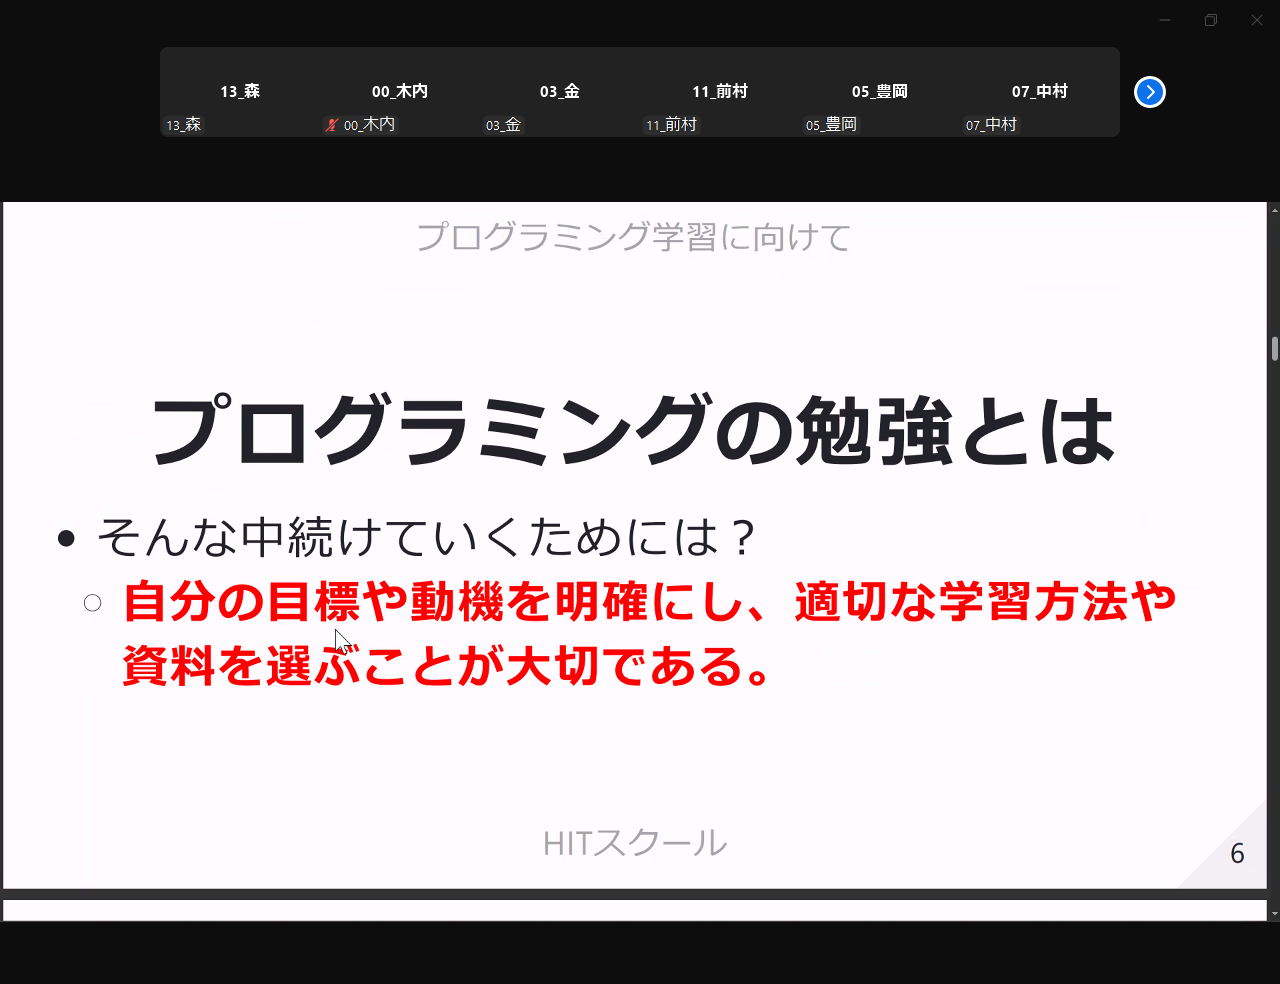 13_森
00_木内
03_金
11_前村
05_豊岡
07_中村
13_森
00_木内
03_金
11_前村
05_豊岡
07_中村
プログラミング学習に向けて
プログラミングの勉強とは
そんな中続けていくためには？
自分の目標や動機を明確にし、適切な学習方法や
資料を選ぶことが大切である。
HITスクール
6